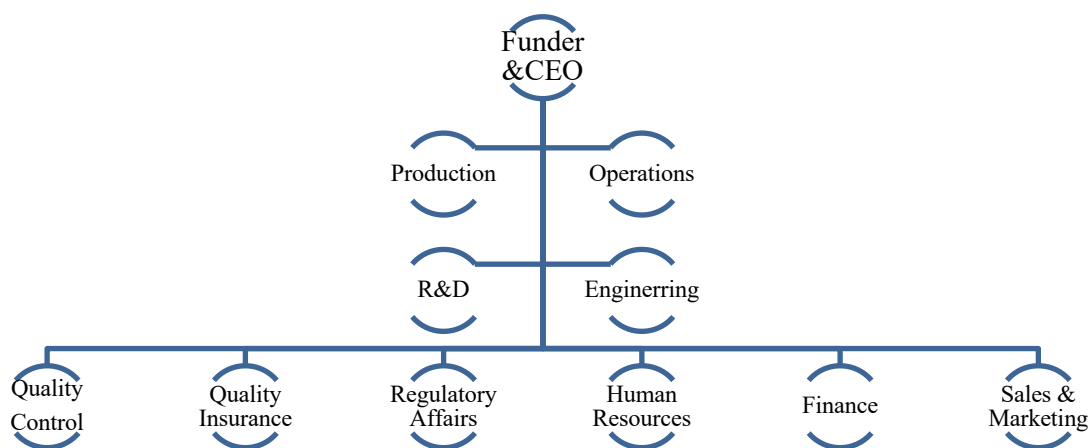 Funder
&CEO
Production
Operations
R&D
Enginerring
Quality
Control
Quality
Insurance
Regulatory
Affairs
Human
Resources
Finance
Sales &
Marketing